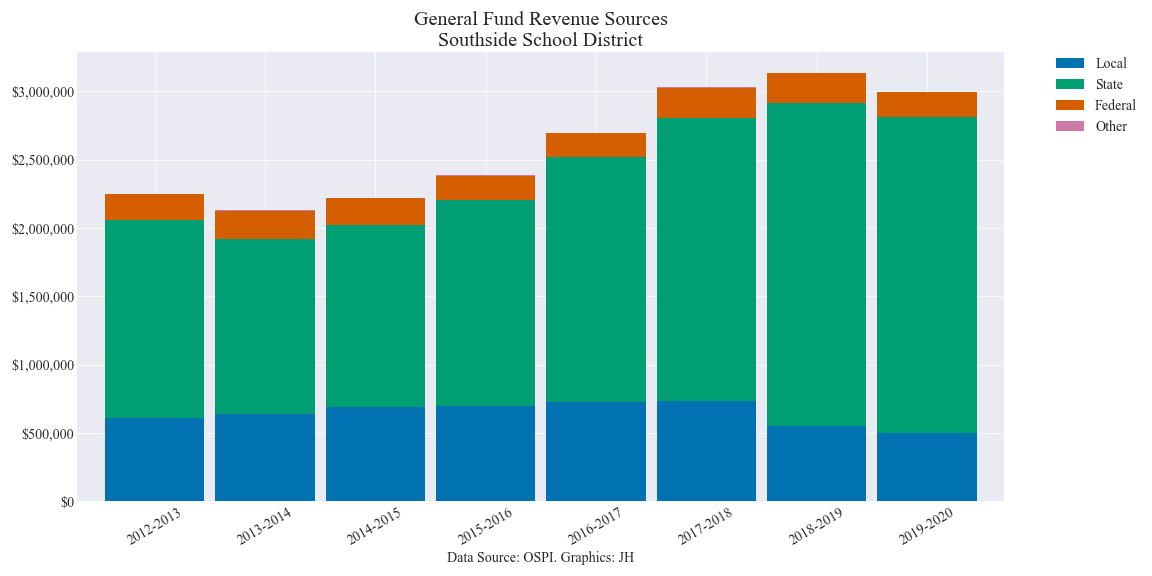 General Fund Revenue Sources
Southside School District
Local
State
Federal
Other
$3,000,000
$2,500,000
$2,000,000
$1,500,000
$1,000,000
$500,000
$0
2012-2013
2013-2014
2014-2015
2015-2016
2016-2017
2017-2018
2018-2019
2019-2020
Data Source: OSPI. Graphics: JH